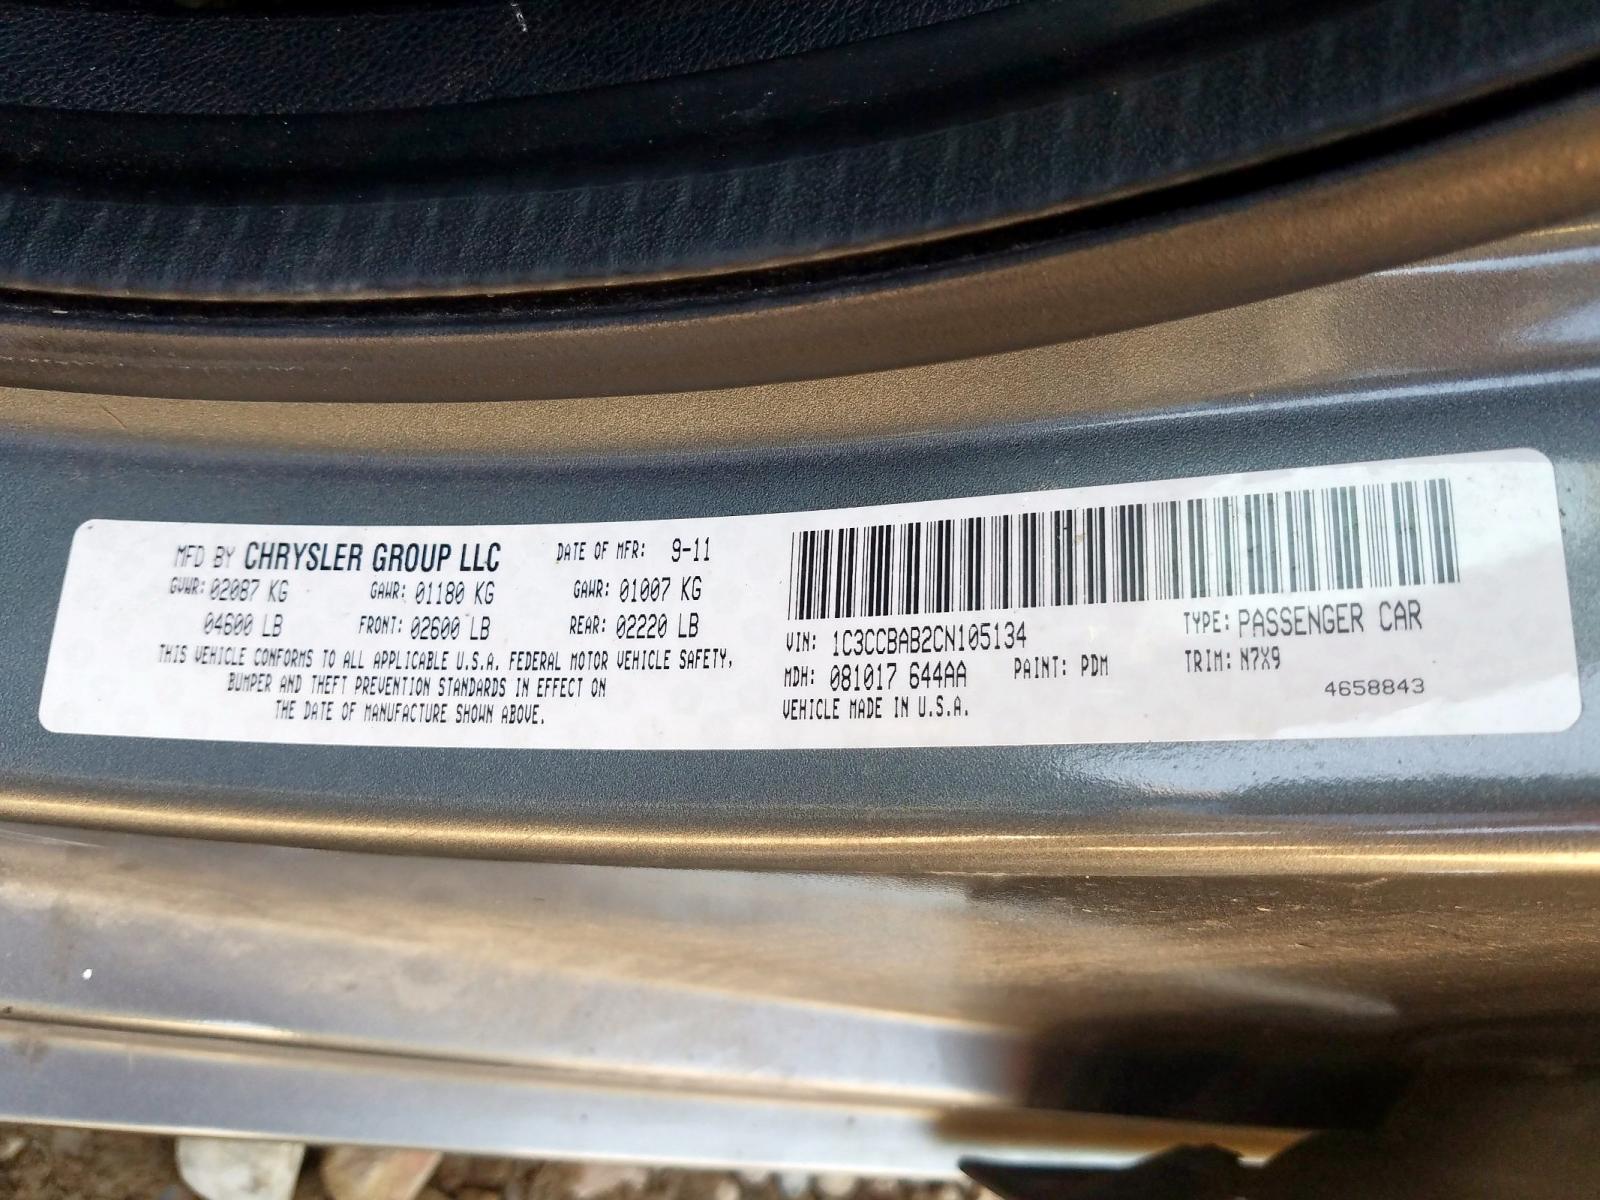 MFD BY CHRYSLER GROUP LLC DATE OF MFR: 9-11
GVWR: 02087 KG GAWR: 01180 KG GAWR: 01007 KG
04600 LB FRONT: 02600 LB REAR: 02220 LB
THIS VEHICLE CONFORMS TO ALL APPLICABLE U.S.A. FEDERAL MOTOR VEHICLE SAFETY,
BUMPER AND THEFT PREVENTION STANDARDS IN EFFECT ON
THE DATE OF MANUFACTURE SHOWN ABOVE.
VIN: 1C3CCBAB2CN105134 TYPE: PASSENGER CAR
MDH: 081017 644AA PAINT: PDM TRIM: N7X9
VEHICLE MADE IN U.S.A. 4658843